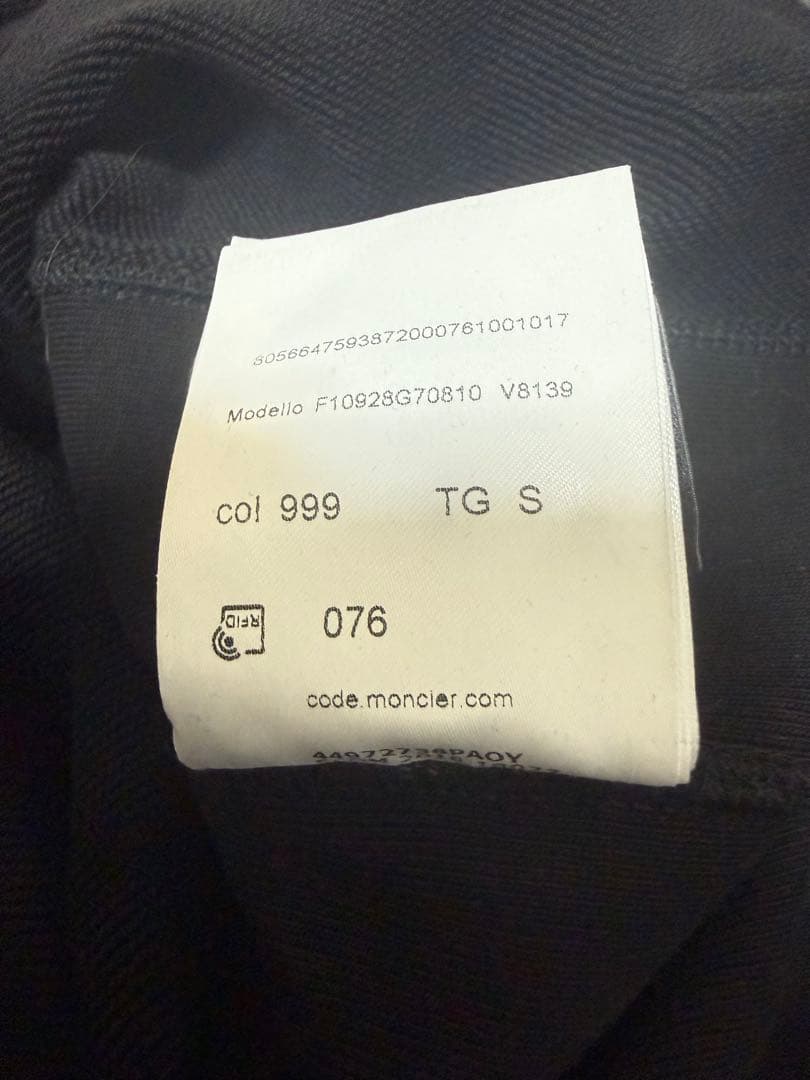 8056647593872000761001017
Modello F10928G70810 V8139
col 999 TG S
RFID 076
code.moncler.com